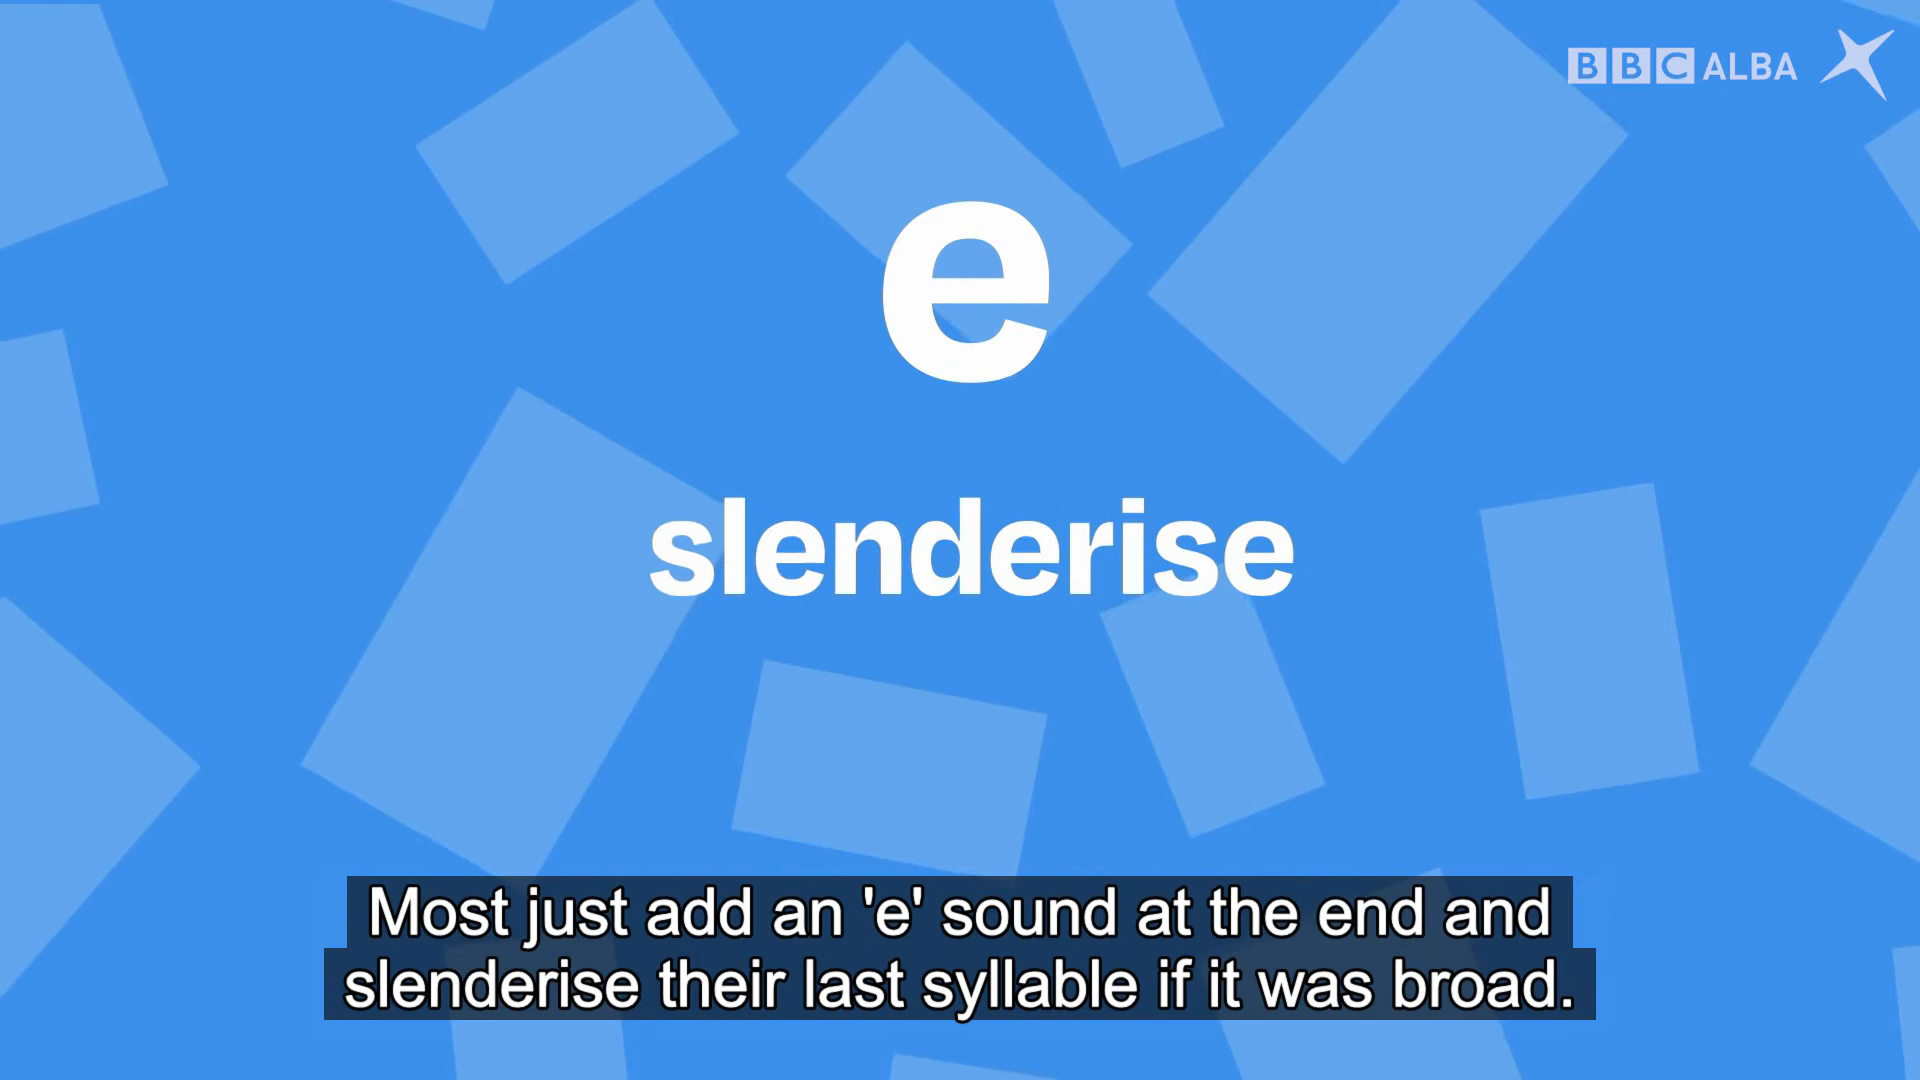 BBC ALBA
e
slenderise
Most just add an 'e' sound at the end and
slenderise their last syllable if it was broad.